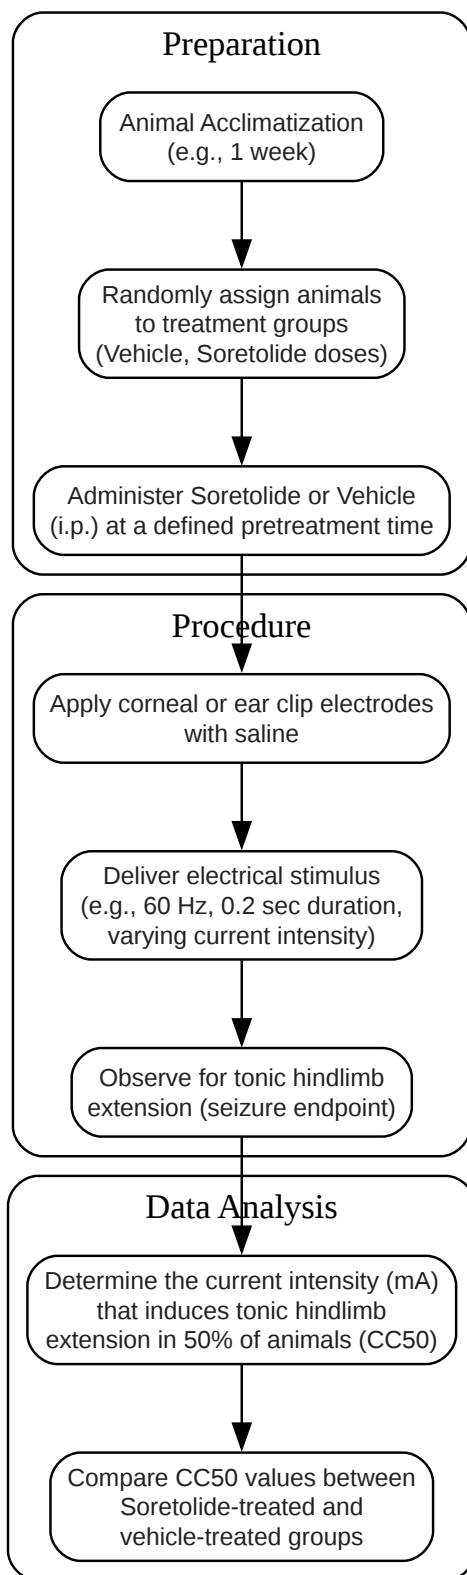 Preparation
Animal Acclimatization
(e.g., 1 week)
Randomly assign animals
to treatment groups
(Vehicle, Soretolide doses)
Administer Soretolide or Vehicle
(i.p.) at a defined pretreatment time
Procedure
Apply corneal or ear clip electrodes
with saline
Deliver electrical stimulus
(e.g., 60 Hz, 0.2 sec duration,
varying current intensity)
Observe for tonic hindlimb
extension (seizure endpoint)
Data Analysis
Determine the current intensity (mA)
that induces tonic hindlimb
extension in 50% of animals (CC50)
Compare CC50 values between
Soretolide-treated and
vehicle-treated groups